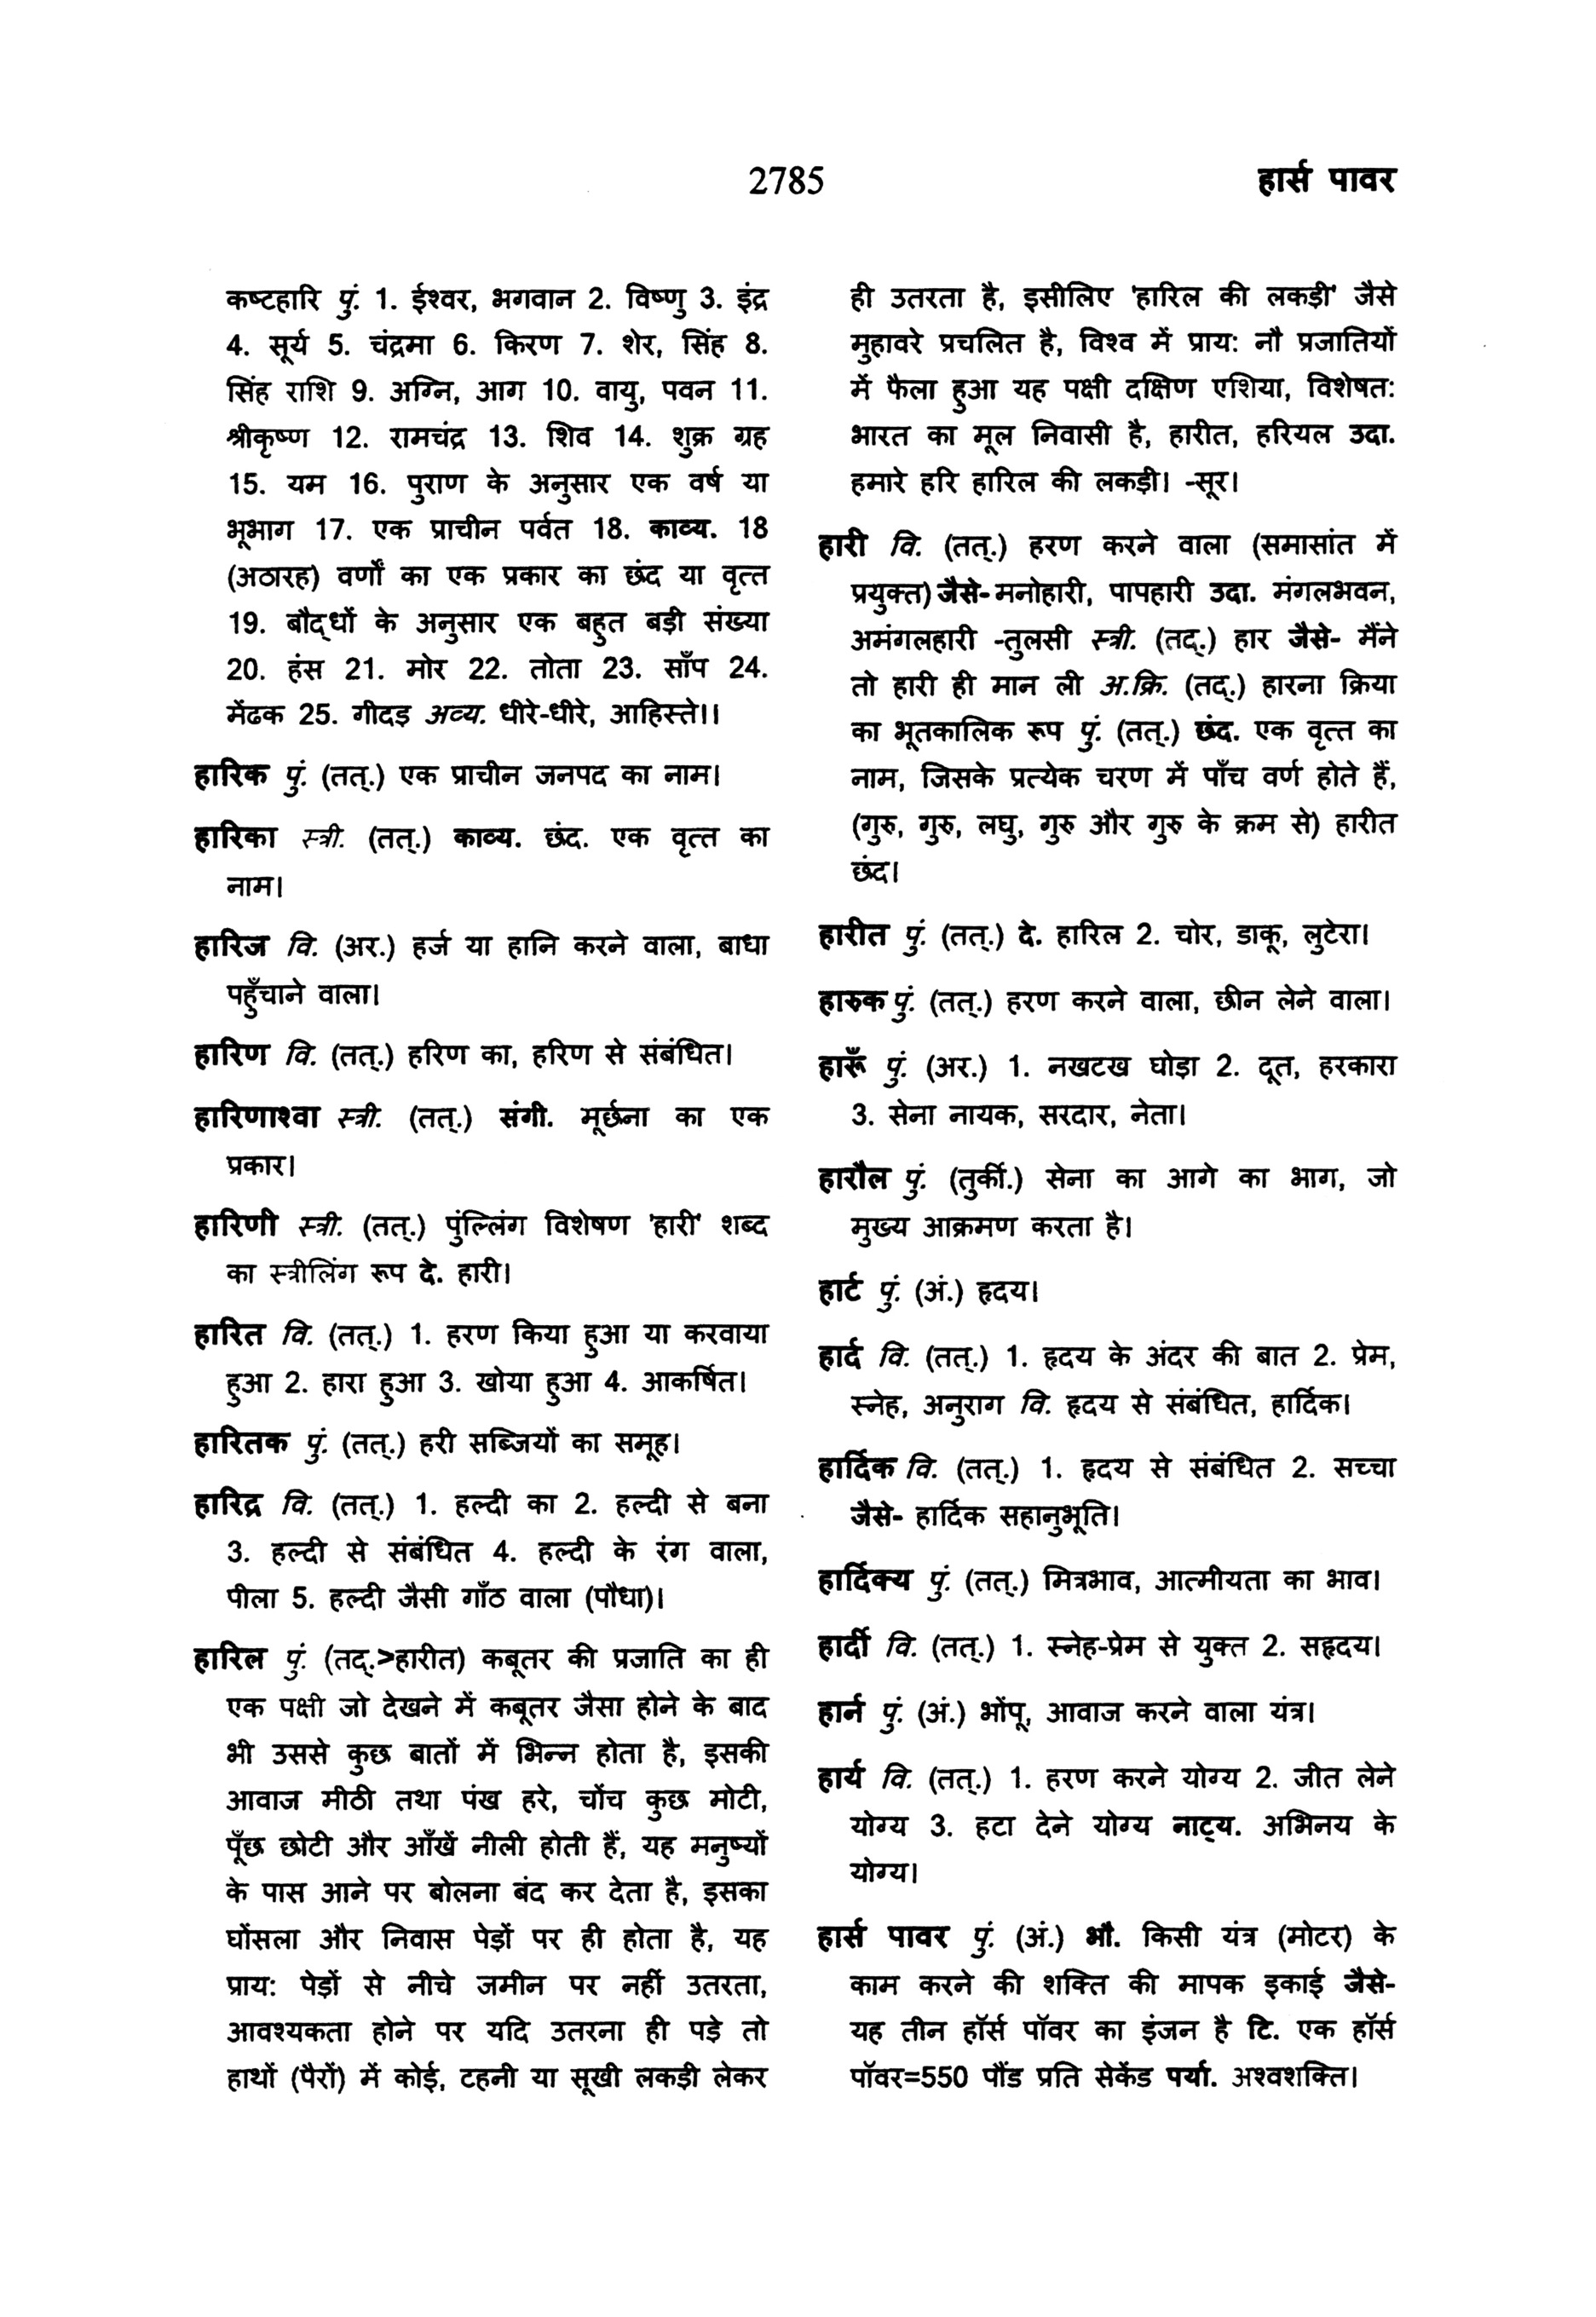 2785
हार्स पावर
कष्टहारि पुं. 1. ईश्वर, भगवान 2. विष्णु 3. इंद्र
4. सूर्य 5. चंद्रमा 6. किरण 7. शेर, सिंह 8.
सिंह राशि 9. अग्नि, आग 10. वायु, पवन 11.
श्रीकृष्ण 12. रामचंद्र 13. शिव 14. शुक्र ग्रह
15. यम 16. पुराण के अनुसार एक वर्ष या
भूभाग 17. एक प्राचीन पर्वत 18. काव्य. 18
(अठारह) वर्णों का एक प्रकार का छंद या वृत्त
19. बौद्धों के अनुसार एक बहुत बड़ी संख्या
20. हंस 21. मोर 22. तोता 23. साँप 24.
मेंढक 25. गीदड़ अव्य. धीरे-धीरे, आहिस्ते।।
हारिक पुं. (तत्.) एक प्राचीन जनपद का नाम।
हारिका स्त्री. (तत्.) काव्य. छंद. एक वृत्त का
नाम।
हारिज वि. (अर.) हर्ज या हानि करने वाला, बाधा
पहुँचाने वाला।
हारिण वि. (तत्.) हरिण का, हरिण से संबंधित।
हारिणाश्वा स्त्री. (तत्.) संगी. मूर्छना का एक
प्रकार।
हारिणी स्त्री. (तत्.) पुंल्लिंग विशेषण 'हारी' शब्द
का स्त्रीलिंग रूप दे. हारी।
हारित वि. (तत्.) 1. हरण किया हुआ या करवाया
हुआ 2. हारा हुआ 3. खोया हुआ 4. आकर्षित।
हारितक पुं. (तत्.) हरी सब्जियों का समूह।
हारिद्र वि. (तत्.) 1. हल्दी का 2. हल्दी से बना
3. हल्दी से संबंधित 4. हल्दी के रंग वाला,
पीला 5. हल्दी जैसी गाँठ वाला (पौधा)।
हारिल पुं. (तद्.>हारीत) कबूतर की प्रजाति का ही
एक पक्षी जो देखने में कबूतर जैसा होने के बाद
भी उससे कुछ बातों में भिन्न होता है, इसकी
आवाज मीठी तथा पंख हरे, चोंच कुछ मोटी,
पूँछ छोटी और आँखें नीली होती हैं, यह मनुष्यों
के पास आने पर बोलना बंद कर देता है, इसका
घोंसला और निवास पेड़ों पर ही होता है, यह
प्राय: पेड़ों से नीचे जमीन पर नहीं उतरता,
आवश्यकता होने पर यदि उतरना ही पड़े तो
हाथों (पैरों) में कोई, टहनी या सूखी लकड़ी लेकर
ही उतरता है, इसीलिए 'हारिल की लकड़ी' जैसे
मुहावरे प्रचलित है, विश्व में प्राय: नौ प्रजातियों
में फैला हुआ यह पक्षी दक्षिण एशिया, विशेषत:
भारत का मूल निवासी है, हारीत, हरियल उदा.
हमारे हरि हारिल की लकड़ी। -सूर।
हारी वि. (तत्.) हरण करने वाला (समासांत में
प्रयुक्त) जैसे- मनोहारी, पापहारी उदा. मंगलभवन,
अमंगलहारी -तुलसी स्त्री. (तद्.) हार जैसे- मैंने
तो हारी ही मान ली अ.क्रि. (तद्.) हारना क्रिया
का भूतकालिक रूप पुं. (तत्.) छंद. एक वृत्त का
नाम, जिसके प्रत्येक चरण में पाँच वर्ण होते हैं,
(गुरु, गुरु, लघु, गुरु और गुरु के क्रम से) हारीत
छंद।
हारीत पुं. (तत्.) दे. हारिल 2. चोर, डाकू, लुटेरा।
हारुक पुं. (तत्.) हरण करने वाला, छीन लेने वाला।
हारूँ पुं. (अर.) 1. नखटख घोड़ा 2. दूत, हरकारा
3. सेना नायक, सरदार, नेता।
हारौल पुं. (तुर्की.) सेना का आगे का भाग, जो
मुख्य आक्रमण करता है।
हार्ट पुं. (अं.) हृदय।
हार्द वि. (तत्.) 1. हृदय के अंदर की बात 2. प्रेम,
स्नेह, अनुराग वि. हृदय से संबंधित, हार्दिक।
हार्दिक वि. (तत्.) 1. हृदय से संबंधित 2. सच्चा
जैसे- हार्दिक सहानुभूति।
हार्दिक्य पुं. (तत्.) मित्रभाव, आत्मीयता का भाव।
हार्दी वि. (तत्.) 1. स्नेह-प्रेम से युक्त 2. सहृदय।
हार्न पुं. (अं.) भोंपू, आवाज करने वाला यंत्र।
हार्य वि. (तत्.) 1. हरण करने योग्य 2. जीत लेने
योग्य 3. हटा देने योग्य नाट्य. अभिनय के
योग्य।
हार्स पावर पुं. (अं.) भौ. किसी यंत्र (मोटर) के
काम करने की शक्ति की मापक इकाई जैसे-
यह तीन हॉर्स पॉवर का इंजन है टि. एक हॉर्स
पॉवर=550 पौंड प्रति सेकेंड पर्या. अश्वशक्ति।